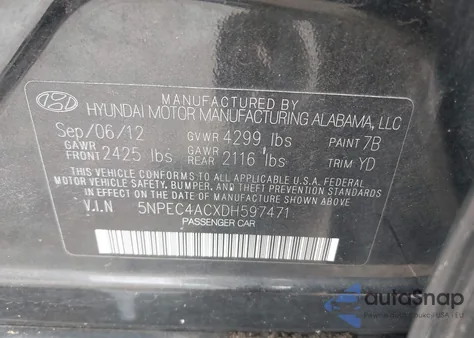 MANUFACTURED BY
HYUNDAI MOTOR MANUFACTURING ALABAMA, LLC
Sep/06/12 GVWR 4299 lbs PAINT 7B
GAWR FRONT 2425 lbs GAWR REAR 2116 lbs TRIM YD
THIS VEHICLE CONFORMS TO ALL APPLICABLE U.S.A. FEDERAL
MOTOR VEHICLE SAFETY, BUMPER, AND THEFT PREVENTION STANDARDS
IN EFFECT ON THE DATE OF MANUFACTURE SHOWN ABOVE.
V.I.N 5NPEC4ACXDH597471
PASSENGER CAR
autoSnap